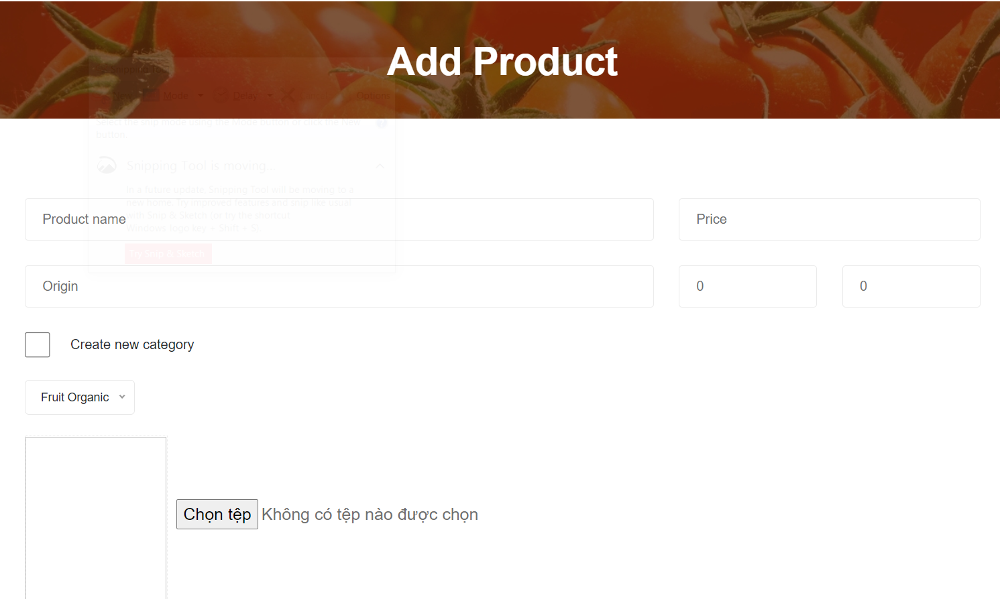 Add Product
Snipping Tool
New Mode Delay Options
Select the snip mode using the Mode button or click the New
button.
Snipping Tool is moving...
In a future update, Snipping Tool will be moving to a
new home. Try improved features and snip like usual
with Snip & Sketch (or try the shortcut
Windows logo key + Shift + S).
Try Snip & Sketch
Product name
Price
Origin
0
0
Create new category
Fruit Organic
Chọn tệp Không có tệp nào được chọn